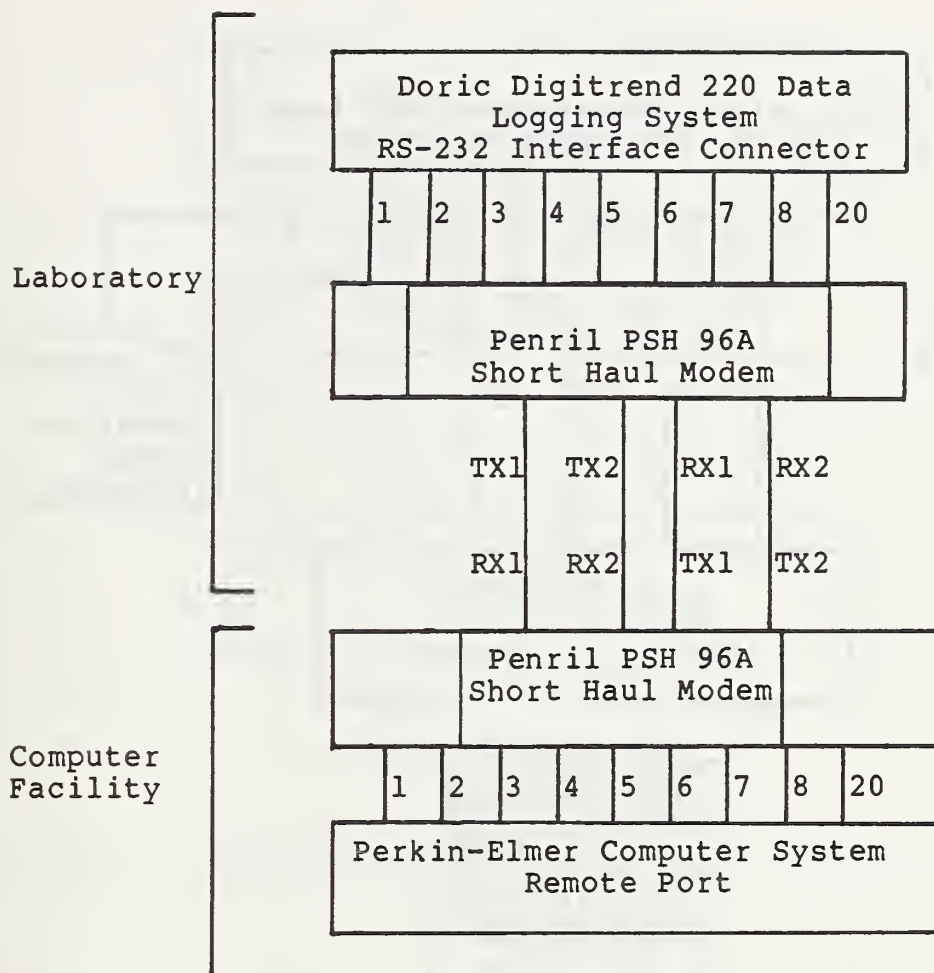 Doric Digitrend 220 Data
Logging System
RS-232 Interface Connector
1 2 3 4 5 6 7 8 20
Laboratory
Penril PSH 96A
Short Haul Modem
TX1 TX2 RX1 RX2
RX1 RX2 TX1 TX2
Penril PSH 96A
Short Haul Modem
Computer
Facility
1 2 3 4 5 6 7 8 20
Perkin-Elmer Computer System
Remote Port